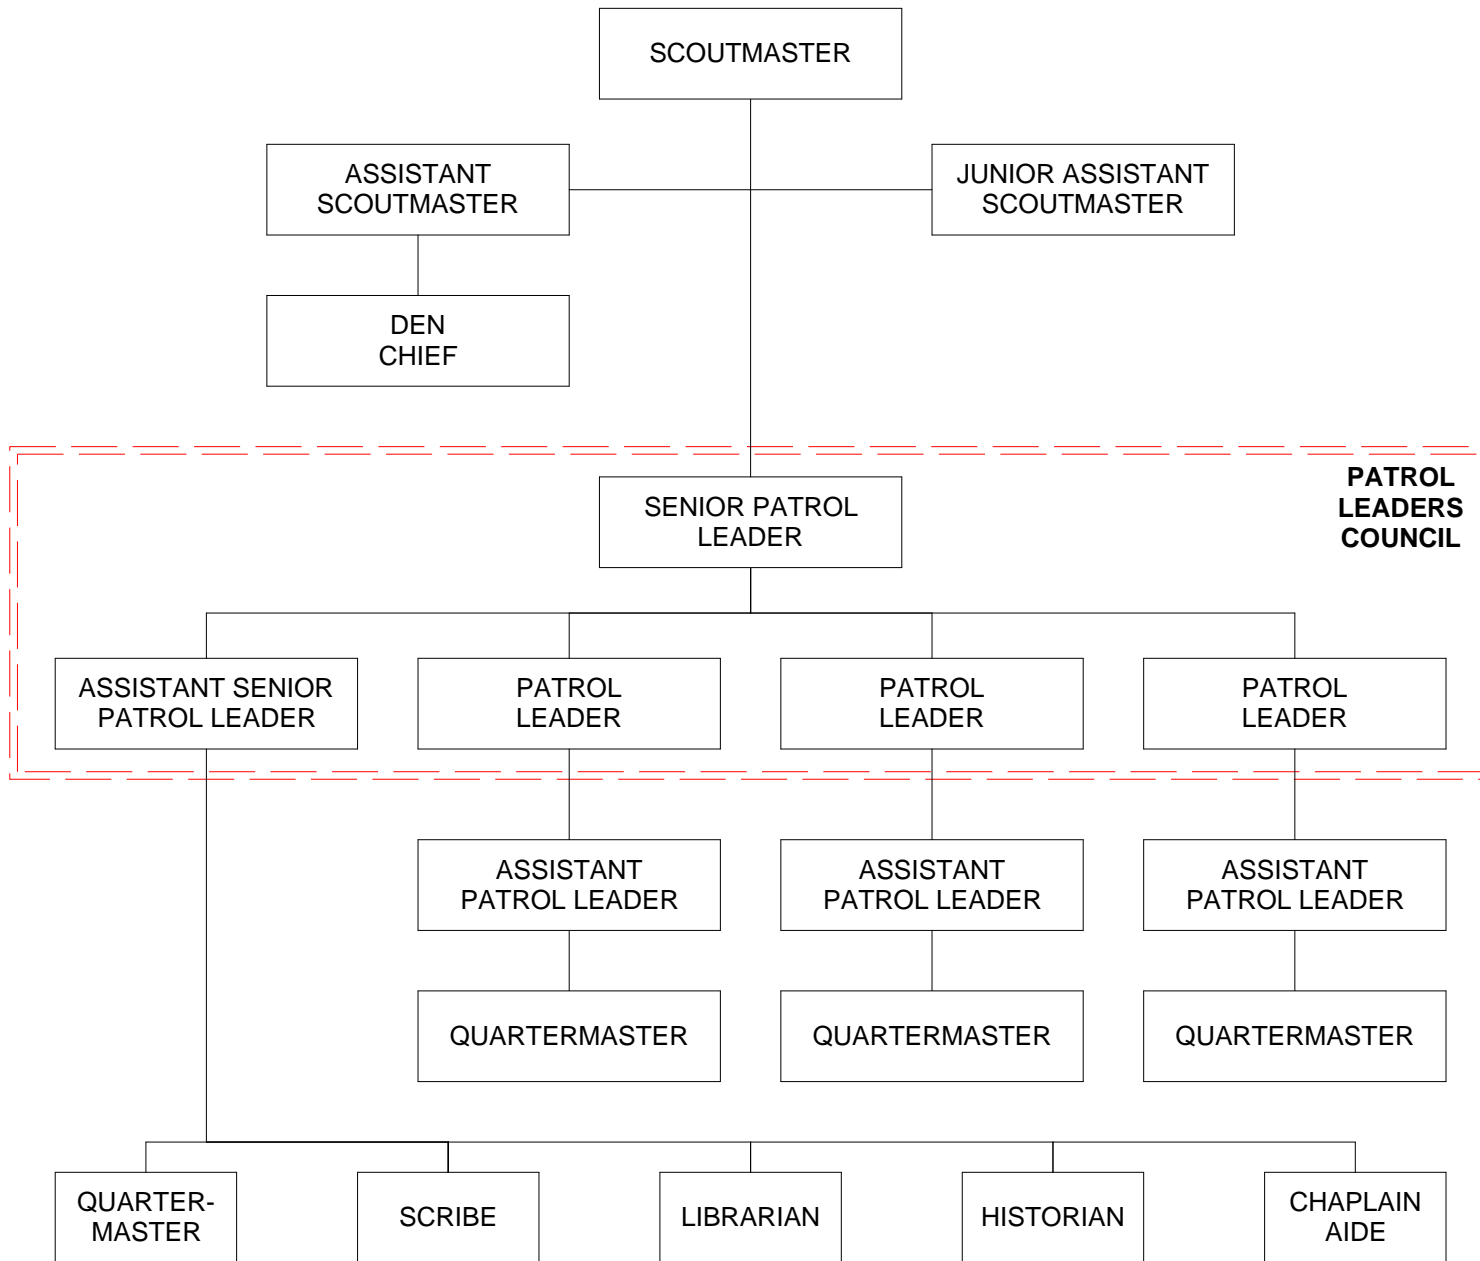 SCOUTMASTER
ASSISTANT
SCOUTMASTER
JUNIOR ASSISTANT
SCOUTMASTER
DEN
CHIEF
PATROL
LEADERS
COUNCIL
SENIOR PATROL
LEADER
ASSISTANT SENIOR
PATROL LEADER
PATROL
LEADER
PATROL
LEADER
PATROL
LEADER
ASSISTANT
PATROL LEADER
ASSISTANT
PATROL LEADER
ASSISTANT
PATROL LEADER
QUARTERMASTER
QUARTERMASTER
QUARTERMASTER
QUARTER-
MASTER
SCRIBE
LIBRARIAN
HISTORIAN
CHAPLAIN
AIDE